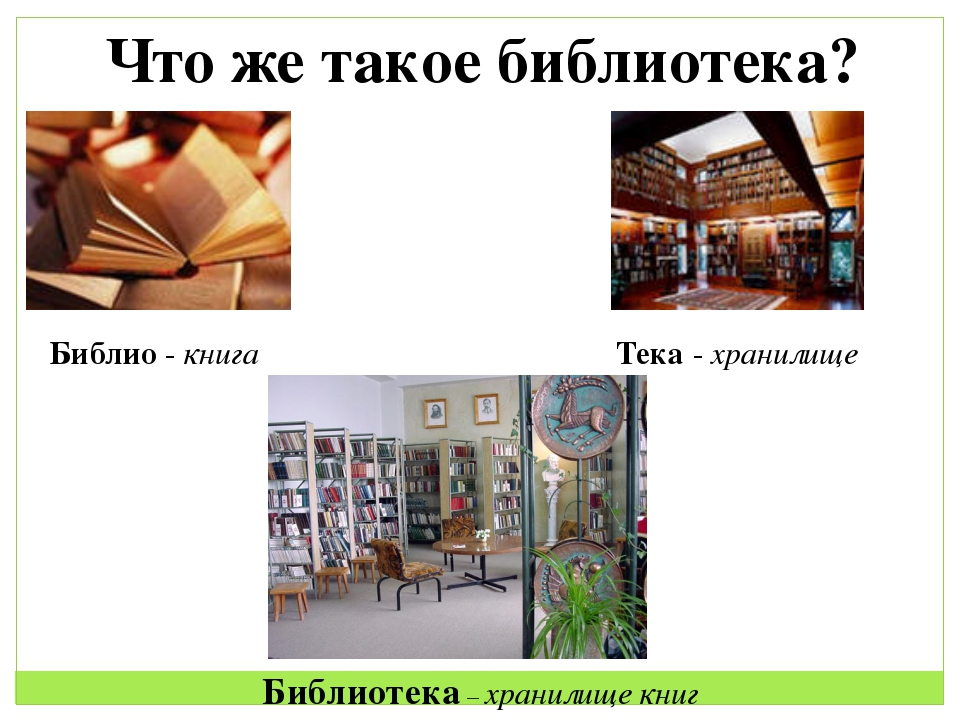 Что же такое библиотека?
Библио - книга
Тека - хранилище
Библиотека – хранилище книг